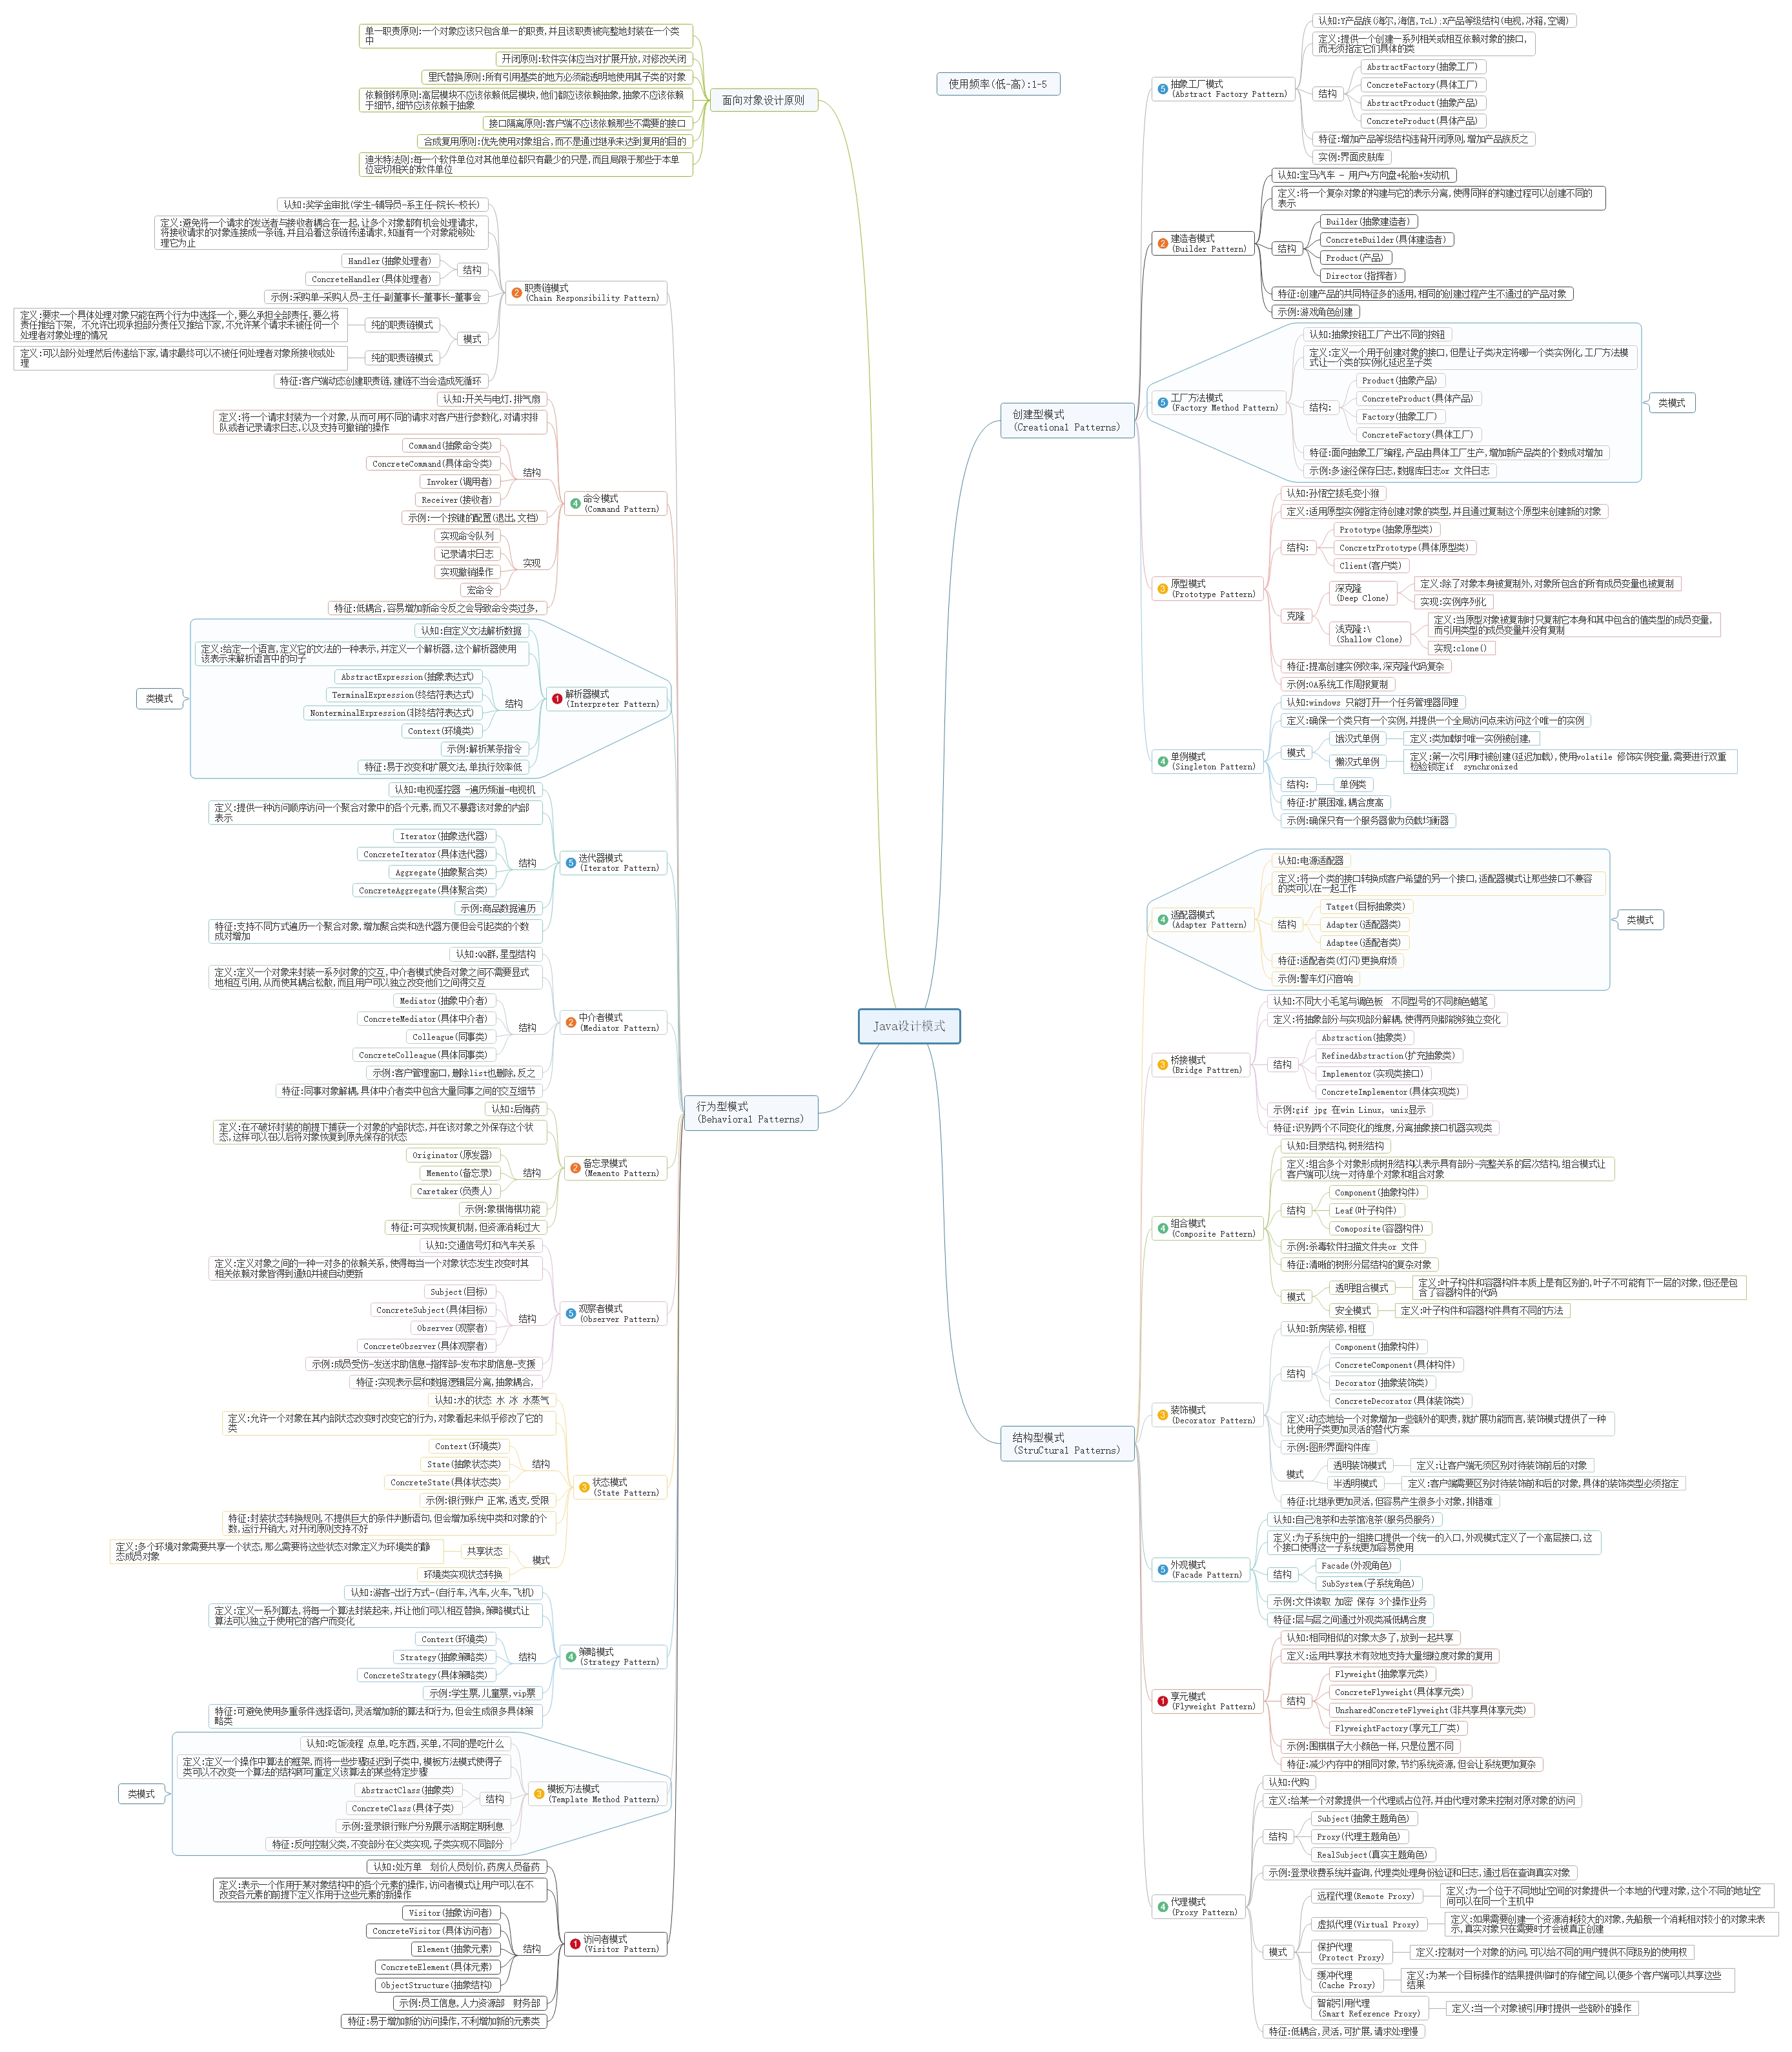 Java设计模式
使用频率(低-高):1-5
面向对象设计原则
单一职责原则:一个对象应该只包含单一的职责,并且该职责被完整地封装在一个类
中
开闭原则:软件实体应当对扩展开放,对修改关闭
里氏替换原则:所有引用基类的地方必须能透明地使用其子类的对象
依赖倒转原则:高层模块不应该依赖低层模块,他们都应该依赖抽象,抽象不应该依赖
于细节,细节应该依赖于抽象
接口隔离原则:客户端不应该依赖那些不需要的接口
合成复用原则:优先使用对象组合,而不是通过继承来达到复用的目的
迪米特法则:每一个软件单位对其他单位都只有最少的只是,而且局限于那些于本单
位密切相关的软件单位
行为型模式
(Behavioral Patterns)
2 职责链模式
(Chain Responsibility Pattern)
认知:奖学金审批(学生-辅导员-系主任-院长-校长)
定义:避免将一个请求的发送者与接收者耦合在一起,让多个对象都有机会处理请求,
将接收请求的对象连接成一条链,并且沿着这条链传递请求,知道有一个对象能够处
理它为止
结构
Handler(抽象处理者)
ConcreteHandler(具体处理者)
示例:采购单-采购人员-主任-副董事长-董事长-董事会
模式
纯的职责链模式
定义:要求一个具体处理对象只能在两个行为中选择一个,要么承担全部责任,要么将
责任推给下架, 不允许出现承担部分责任又推给下家,不允许某个请求未被任何一个
处理者对象处理的情况
纯的职责链模式
定义:可以部分处理然后传递给下家,请求最终可以不被任何处理者对象所接收或处
理
特征:客户端动态创建职责链,建链不当会造成死循环
4 命令模式
(Command Pattern)
认知:开关与电灯.排气扇
定义:将一个请求封装为一个对象,从而可用不同的请求对客户进行参数化,对请求排
队或者记录请求日志,以及支持可撤销的操作
结构
Command(抽象命令类)
ConcreteCommand(具体命令类)
Invoker(调用者)
Receiver(接收者)
示例:一个按键的配置(退出,文档)
实现
实现命令队列
记录请求日志
实现撤销操作
宏命令
特征:低耦合,容易增加新命令反之会导致命令类过多,
类模式
1 解析器模式
(Interpreter Pattern)
认知:自定义文法解析数据
定义:给定一个语言,定义它的文法的一种表示,并定义一个解析器,这个解析器使用
该表示来解析语言中的句子
结构
AbstractExpression(抽象表达式)
TerminalExpression(终结符表达式)
NonterminalExpression(非终结符表达式)
Context(环境类)
示例:解析某条指令
特征:易于改变和扩展文法,单执行效率低
5 迭代器模式
(Iterator Pattern)
认知:电视遥控器 -遍历频道-电视机
定义:提供一种访问顺序访问一个聚合对象中的各个元素,而又不暴露该对象的内部
表示
结构
Iterator(抽象迭代器)
ConcreteIterator(具体迭代器)
Aggregate(抽象聚合类)
ConcreteAggregate(具体聚合类)
示例:商品数据遍历
特征:支持不同方式遍历一个聚合对象,增加聚合类和迭代器方便但会引起类的个数
成对增加
2 中介者模式
(Mediator Pattern)
认知:QQ群,星型结构
定义:定义一个对象来封装一系列对象的交互,中介者模式使各对象之间不需要显式
地相互引用,从而使其耦合松散,而且用户可以独立改变他们之间得交互
结构
Mediator(抽象中介者)
ConcreteMediator(具体中介者)
Colleague(同事类)
ConcreteColleague(具体同事类)
示例:客户管理窗口,删除list也删除,反之
特征:同事对象解耦,具体中介者类中包含大量同事之间的交互细节
2 备忘录模式
(Memento Pattern)
认知:后悔药
定义:在不破坏封装的前提下捕获一个对象的内部状态,并在该对象之外保存这个状
态,这样可以在以后将对象恢复到原先保存的状态
结构
Originator(原发器)
Memento(备忘录)
Caretaker(负责人)
示例:象棋悔棋功能
特征:可实现恢复机制,但资源消耗过大
5 观察者模式
(Observer Pattern)
认知:交通信号灯和汽车关系
定义:定义对象之间的一种一对多的依赖关系,使得每当一个对象状态发生改变时其
相关依赖对象皆得到通知并被自动更新
结构
Subject(目标)
ConcreteSubject(具体目标)
Observer(观察者)
ConcreteObserver(具体观察者)
示例:成员受伤-发送求助信息-指挥部-发布求助信息-支援
特征:实现表示层和数据逻辑层分离,抽象耦合,
3 状态模式
(State Pattern)
认知:水的状态 水 冰 水蒸气
定义:允许一个对象在其内部状态改变时改变它的行为,对象看起来似乎修改了它的
类
结构
Context(环境类)
State(抽象状态类)
ConcreteState(具体状态类)
示例:银行账户 正常,透支,受限
特征:封装状态转换规则,不提供巨大的条件判断语句,但会增加系统中类和对象的个
数,运行开销大,对开闭原则支持不好
模式
共享状态
定义:多个环境对象需要共享一个状态,那么需要将这些状态对象定义为环境类的静
态成员对象
环境类实现状态转换
4 策略模式
(Strategy Pattern)
认知:游客-出行方式-(自行车,汽车,火车,飞机)
定义:定义一系列算法,将每一个算法封装起来,并让他们可以相互替换,策略模式让
算法可以独立于使用它的客户而变化
结构
Context(环境类)
Strategy(抽象策略类)
ConcreteStrategy(具体策略类)
示例:学生票,儿童票,vip票
特征:可避免使用多重条件选择语句,灵活增加新的算法和行为,但会生成很多具体策
略类
类模式
3 模板方法模式
(Template Method Pattern)
认知:吃饭流程 点单,吃东西,买单,不同的是吃什么
定义:定义一个操作中算法的框架,而将一些步骤延迟到子类中,模板方法模式使得子
类可以不改变一个算法的结构即可重定义该算法的某些特定步骤
结构
AbstractClass(抽象类)
ConcreteClass(具体子类)
示例:登录银行账户分别展示活期定期利息
特征:反向控制父类,不变部分在父类实现,子类实现不同部分
1 访问者模式
(Visitor Pattern)
认知:处方单 划价人员划价,药房人员备药
定义:表示一个作用于某对象结构中的各个元素的操作,访问者模式让用户可以在不
改变各元素的前提下定义作用于这些元素的新操作
结构
Visitor(抽象访问者)
ConcreteVisitor(具体访问者)
Element(抽象元素)
ConcreteElement(具体元素)
ObjectStructure(抽象结构)
示例:员工信息,人力资源部 财务部
特征:易于增加新的访问操作,不利增加新的元素类
创建型模式
(Creational Patterns)
5 抽象工厂模式
(Abstract Factory Pattern)
认知:Y产品族(海尔,海信,TcL);X产品等级结构(电视,冰箱,空调)
定义:提供一个创建一系列相关或相互依赖对象的接口,
而无须指定它们具体的类
结构
AbstractFactory(抽象工厂)
ConcreteFactory(具体工厂)
AbstractProduct(抽象产品)
ConcreteProduct(具体产品)
特征:增加产品等级结构违背开闭原则,增加产品族反之
实例:界面皮肤库
2 建造者模式
(Builder Pattern)
认知:宝马汽车 - 用户+方向盘+轮胎+发动机
定义:将一个复杂对象的构建与它的表示分离,使得同样的构建过程可以创建不同的
表示
结构
Builder(抽象建造者)
ConcreteBuilder(具体建造者)
Product(产品)
Director(指挥者)
特征:创建产品的共同特征多的适用,相同的创建过程产生不通过的产品对象
示例:游戏角色创建
类模式
5 工厂方法模式
(Factory Method Pattern)
认知:抽象按钮工厂产出不同的按钮
定义:定义一个用于创建对象的接口,但是让子类决定将哪一个类实例化,工厂方法模
式让一个类的实例化延迟至子类
结构:
Product(抽象产品)
ConcreteProduct(具体产品)
Factory(抽象工厂)
ConcreteFactory(具体工厂)
特征:面向抽象工厂编程,产品由具体工厂生产,增加新产品类的个数成对增加
示例:多途径保存日志,数据库日志or 文件日志
3 原型模式
(Prototype Pattern)
认知:孙悟空拔毛变小猴
定义:适用原型实例指定待创建对象的类型,并且通过复制这个原型来创建新的对象
结构:
Prototype(抽象原型类)
ConcretrPrototype(具体原型类)
Client(客户类)
克隆
深克隆
(Deep Clone)
定义:除了对象本身被复制外,对象所包含的所有成员变量也被复制
实现:实例序列化
浅克隆:\
(Shallow Clone)
定义:当原型对象被复制时只复制它本身和其中包含的值类型的成员变量,
而引用类型的成员变量并没有复制
实现:clone()
特征:提高创建实例效率,深克隆代码复杂
示例:OA系统工作周报复制
4 单例模式
(Singleton Pattern)
认知:windows 只能打开一个任务管理器同理
定义:确保一个类只有一个实例,并提供一个全局访问点来访问这个唯一的实例
模式
饿汉式单例
定义:类加载时唯一实例被创建,
懒汉式单例
定义:第一次引用时被创建(延迟加载),使用volatile 修饰实例变量,需要进行双重
检验锁定if synchronized
结构:
单例类
特征:扩展困难,耦合度高
示例:确保只有一个服务器做为负载均衡器
结构型模式
(StruCtural Patterns)
类模式
4 适配器模式
(Adapter Pattern)
认知:电源适配器
定义:将一个类的接口转换成客户希望的另一个接口,适配器模式让那些接口不兼容
的类可以在一起工作
结构
Tatget(目标抽象类)
Adapter(适配器类)
Adaptee(适配者类)
特征:适配者类(灯闪)更换麻烦
示例:警车灯闪音响
3 桥接模式
(Bridge Pattren)
认知:不同大小毛笔与调色板 不同型号的不同颜色蜡笔
定义:将抽象部分与实现部分解耦,使得两则都能够独立变化
结构
Abstraction(抽象类)
RefinedAbstraction(扩充抽象类)
Implementor(实现类接口)
ConcreteImplementor(具体实现类)
示例:gif jpg 在win Linux, unix显示
特征:识别两个不同变化的维度,分离抽象接口机器实现类
4 组合模式
(Composite Pattern)
认知:目录结构,树形结构
定义:组合多个对象形成树形结构以表示具有部分-完整关系的层次结构,组合模式让
客户端可以统一对待单个对象和组合对象
结构
Component(抽象构件)
Leaf(叶子构件)
Comoposite(容器构件)
示例:杀毒软件扫描文件夹or 文件
特征:清晰的树形分层结构的复杂对象
模式
透明组合模式
定义:叶子构件和容器构件本质上是有区别的,叶子不可能有下一层的对象,但还是包
含了容器构件的代码
安全模式
定义:叶子构件和容器构件具有不同的方法
3 装饰模式
(Decorator Pattern)
认知:新房装修,相框
结构
Component(抽象构件)
ConcreteComponent(具体构件)
Decorator(抽象装饰类)
ConcreteDecorator(具体装饰类)
定义:动态地给一个对象增加一些额外的职责,就扩展功能而言,装饰模式提供了一种
比使用子类更加灵活的替代方案
示例:图形界面构件库
模式
透明装饰模式
定义:让客户端无须区别对待装饰前后的对象
半透明模式
定义:客户端需要区别对待装饰前和后的对象,具体的装饰类型必须指定
特征:比继承更加灵活,但容易产生很多小对象,排错难
5 外观模式
(Facade Pattern)
认知:自己泡茶和去茶馆泡茶(服务员服务)
定义:为子系统中的一组接口提供一个统一的入口,外观模式定义了一个高层接口,这
个接口使得这一子系统更加容易使用
结构
Facade(外观角色)
SubSystem(子系统角色)
示例:文件读取 加密 保存 3个操作业务
特征:层与层之间通过外观类减低耦合度
1 享元模式
(Flyweight Pattern)
认知:相同相似的对象太多了,放到一起共享
定义:运用共享技术有效地支持大量细粒度对象的复用
结构
Flyweight(抽象享元类)
ConcreteFlyweight(具体享元类)
UnsharedConcreteFlyweight(非共享具体享元类)
FlyweightFactory(享元工厂类)
示例:围棋棋子大小颜色一样,只是位置不同
特征:减少内存中的相同对象,节约系统资源,但会让系统更加复杂
4 代理模式
(Proxy Pattern)
认知:代购
定义:给某一个对象提供一个代理或占位符,并由代理对象来控制对原对象的访问
结构
Subject(抽象主题角色)
Proxy(代理主题角色)
RealSubject(真实主题角色)
示例:登录收费系统并查询,代理类处理身份验证和日志,通过后在查询真实对象
模式
远程代理(Remote Proxy)
定义:为一个位于不同地址空间的对象提供一个本地的代理对象,这个不同的地址空
间可以在同一个主机中
虚拟代理(Virtual Proxy)
定义:如果需要创建一个资源消耗较大的对象,先船舰一个消耗相对较小的对象来表
示,真实对象只在需要时才会被真正创建
保护代理
(Protect Proxy)
定义:控制对一个对象的访问,可以给不同的用户提供不同级别的使用权
缓冲代理
(Cache Proxy)
定义:为某一个目标操作的结果提供临时的存储空间,以便多个客户端可以共享这些
结果
智能引用代理
(Smart Reference Proxy)
定义:当一个对象被引用时提供一些额外的操作
特征:低耦合,灵活,可扩展,请求处理慢